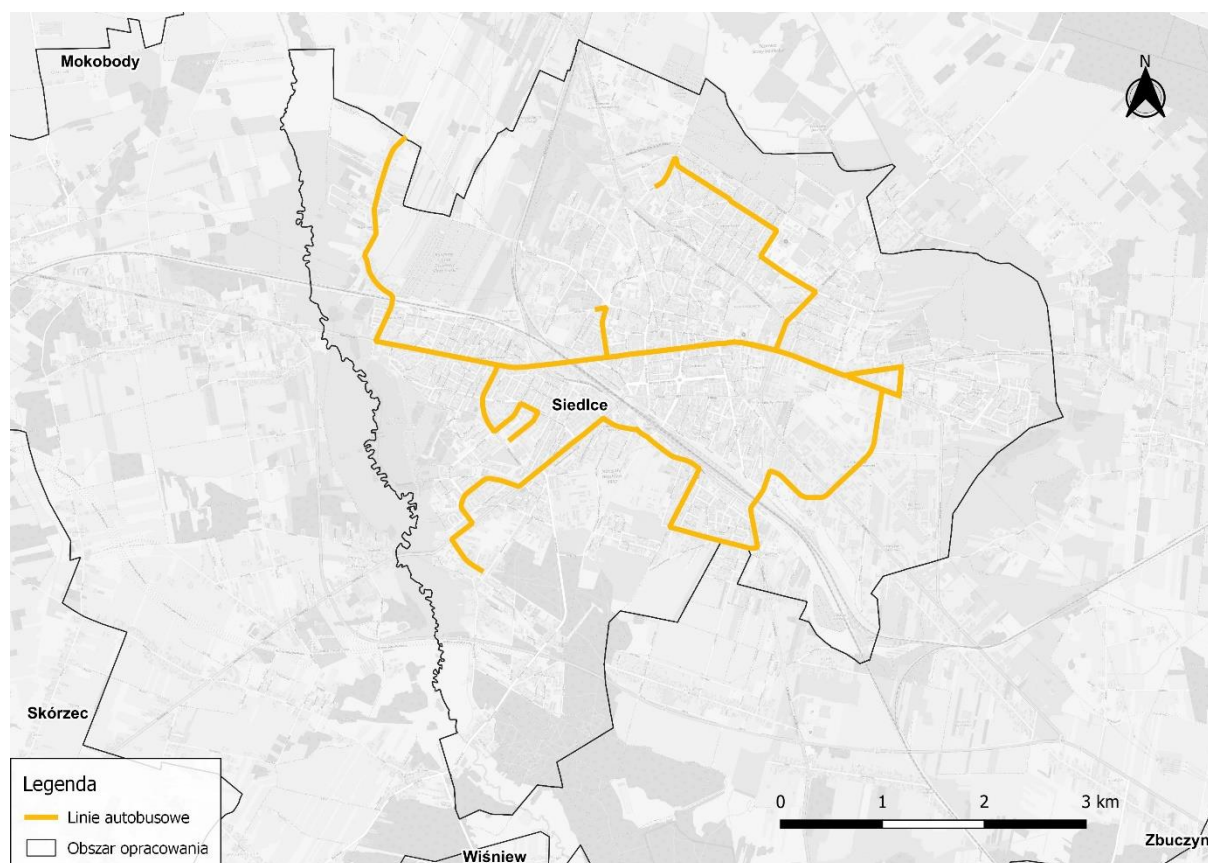 Mokobody
N
Siedlce
Skórzec
Legenda
Linie autobusowe
Obszar opracowania
0 1 2 3 km
Zbuczyn
Wiśniew